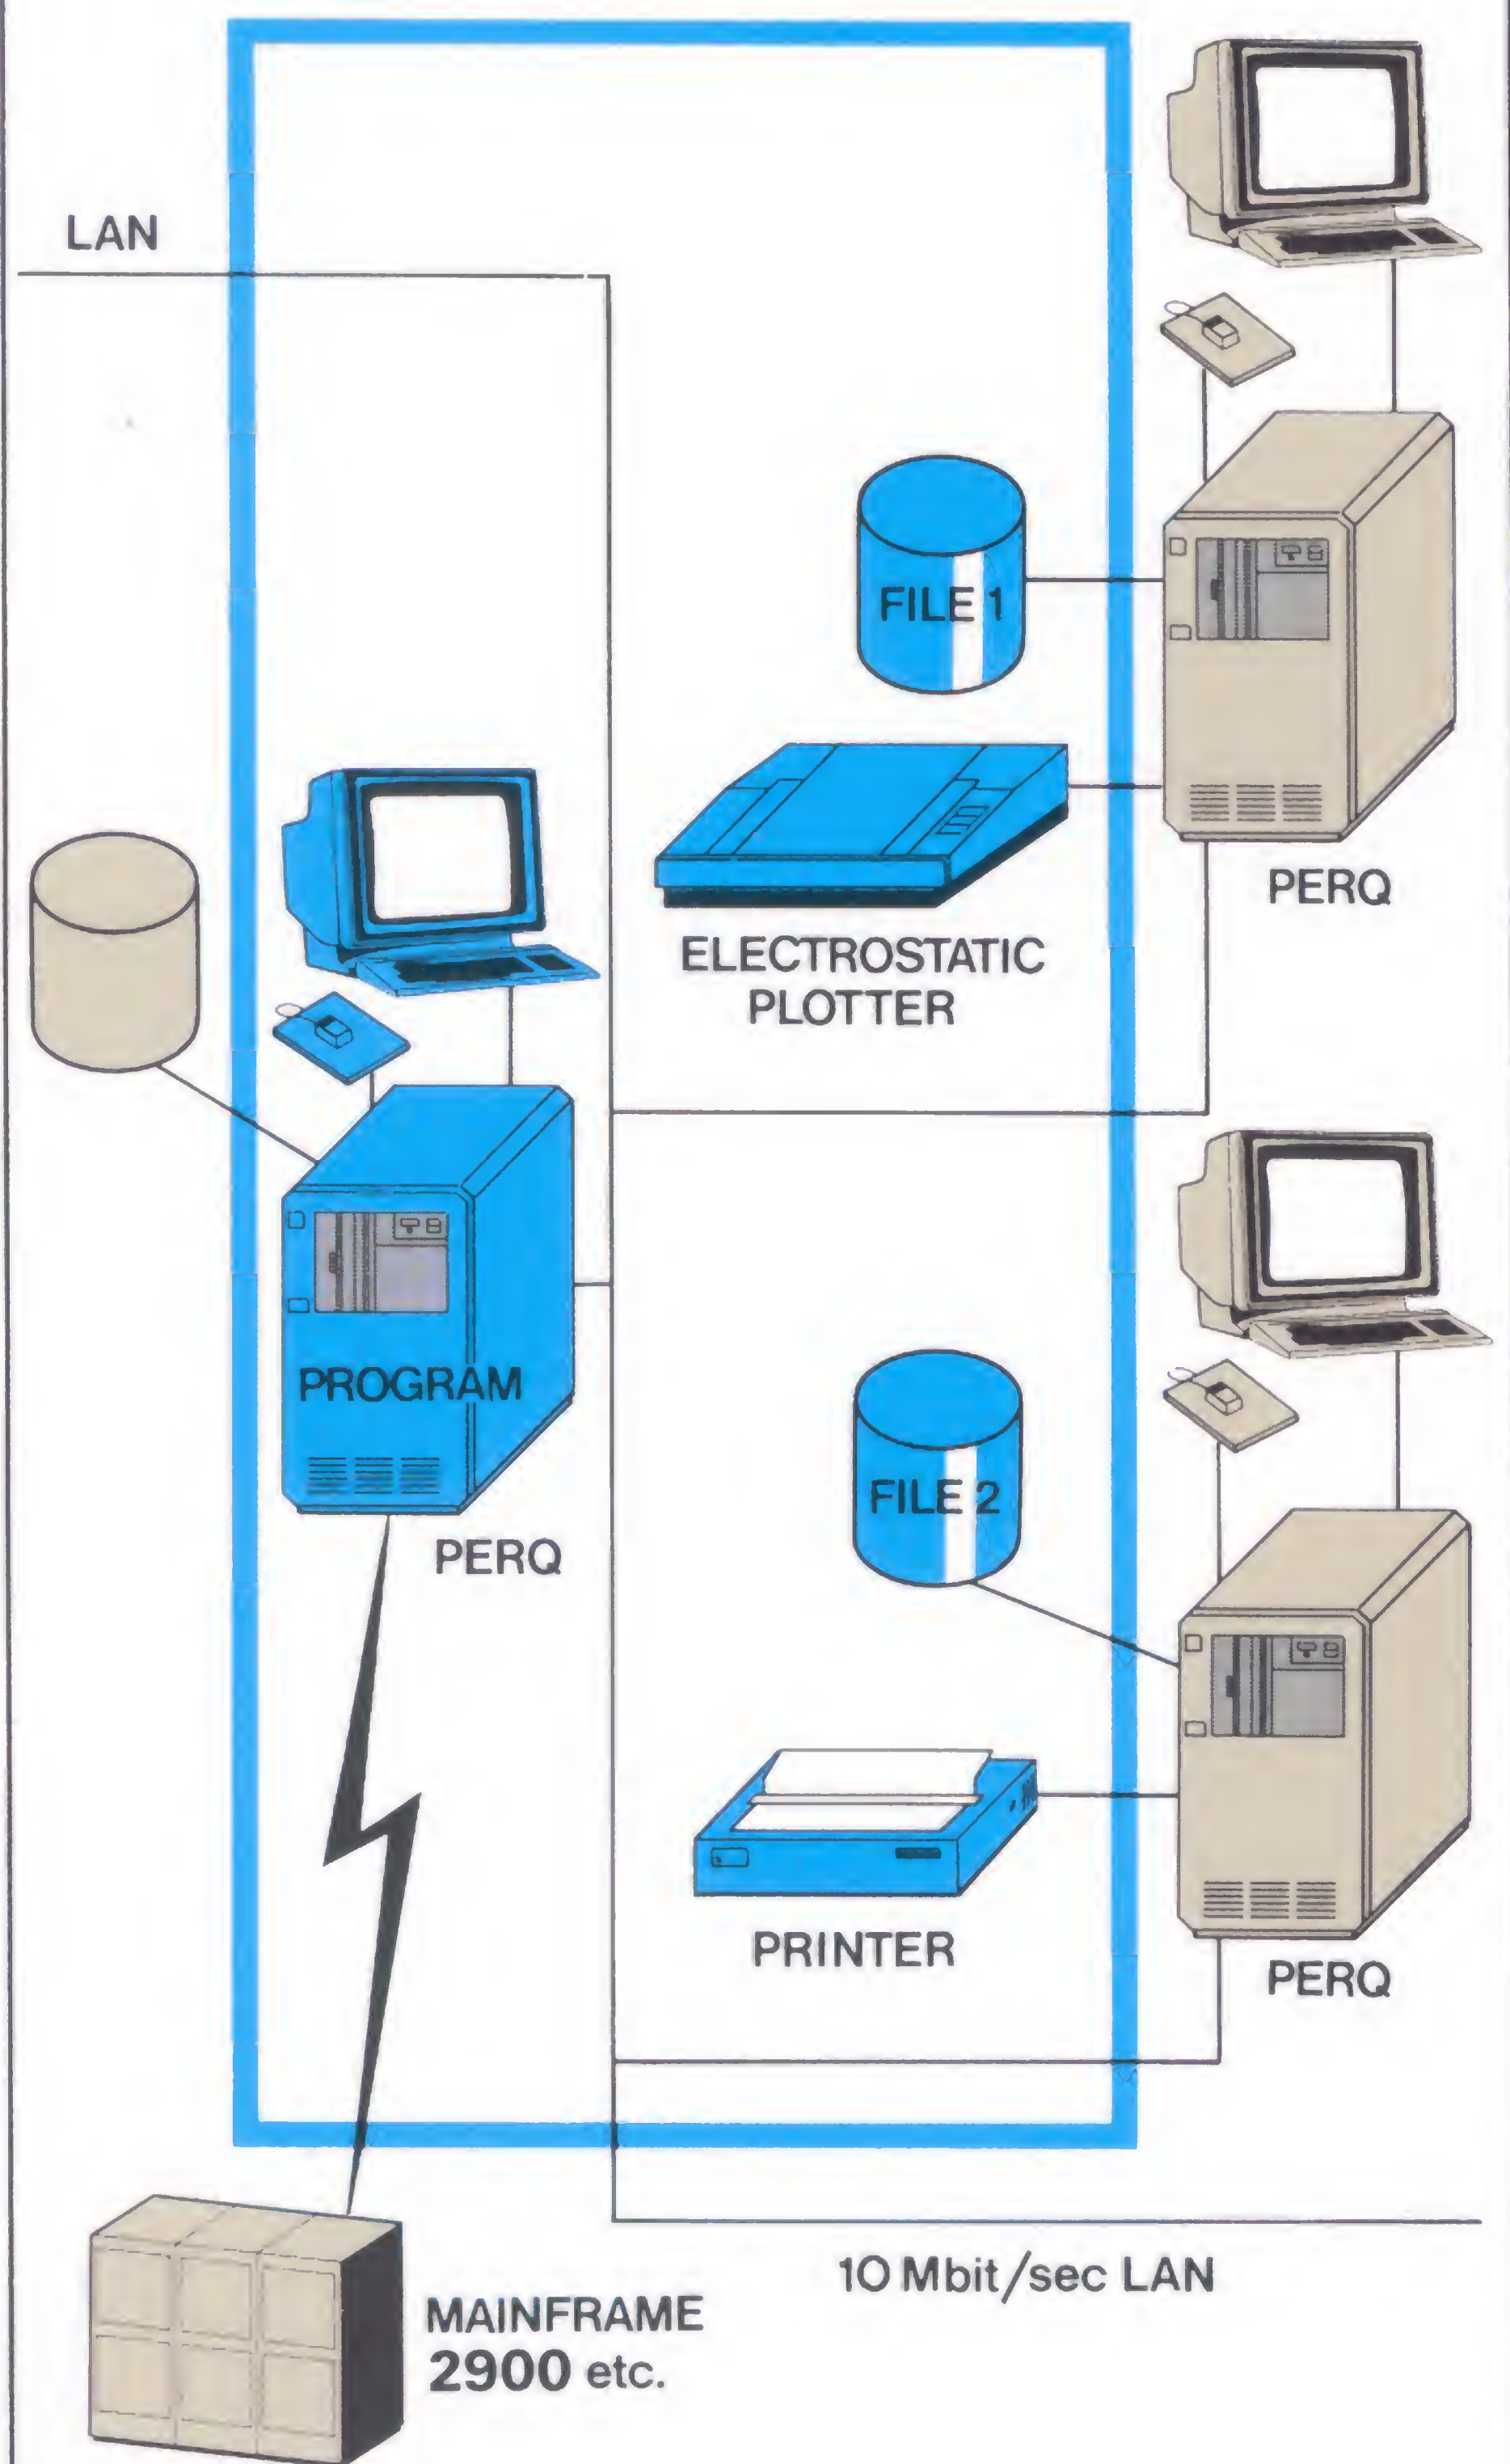 LAN
FILE 1
PERQ
ELECTROSTATIC
PLOTTER
PROGRAM
PERQ
FILE 2
PRINTER
PERQ
10 Mbit/sec LAN
MAINFRAME
2900 etc.